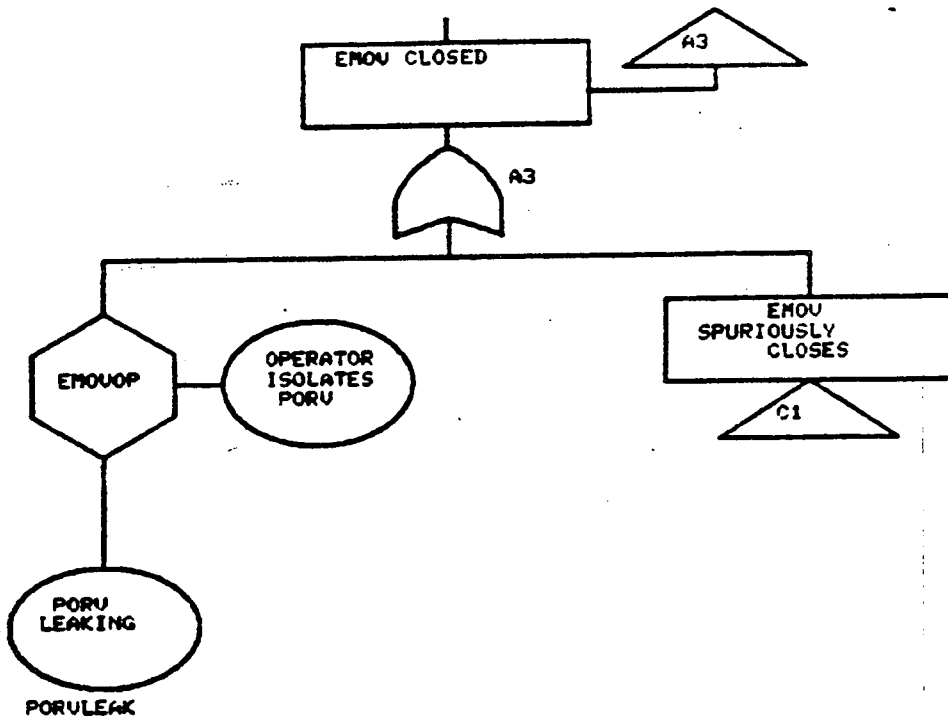 EMOV CLOSED
A3
A3
EMOVOP
OPERATOR
ISOLATES
PORV
EMOV
SPURIOUSLY
CLOSES
C1
PORV
LEAKING
PORVLEAK